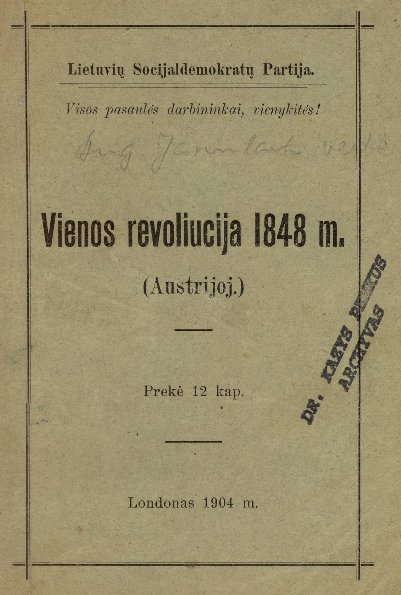 Lietuvių Socijaldemokratų Partija.
Visos pasaulės darbininkai, vienykitės!
vertė
Vienos revoliucija 1848 m.
(Austrijoj.)
DR. KAZYS
ARCHYVAS
Prekė 12 kap.
Londonas 1904 m.